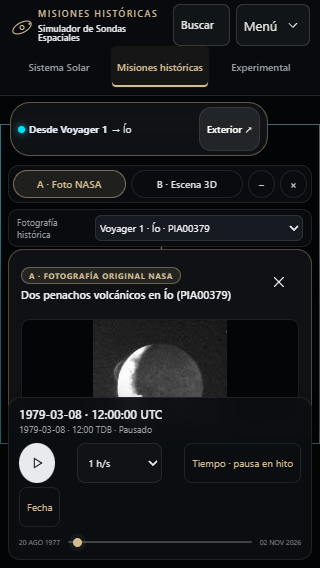 MISIONES HISTÓRICAS
Simulador de Sondas
Espaciales
Buscar
Menú
Sistema Solar
Misiones históricas
Experimental
Desde Voyager 1 → Ío
Exterior ↗
A · Foto NASA
B · Escena 3D
−
×
Fotografía
histórica
Voyager 1 · Ío · PIA00379
A · FOTOGRAFÍA ORIGINAL NASA
Dos penachos volcánicos en Ío (PIA00379)
1979-03-08 · 12:00:00 UTC
1979-03-08 · 12:00 TDB · Pausado
1 h/s
Tiempo · pausa en hito
Fecha
20 AGO 1977
02 NOV 2026